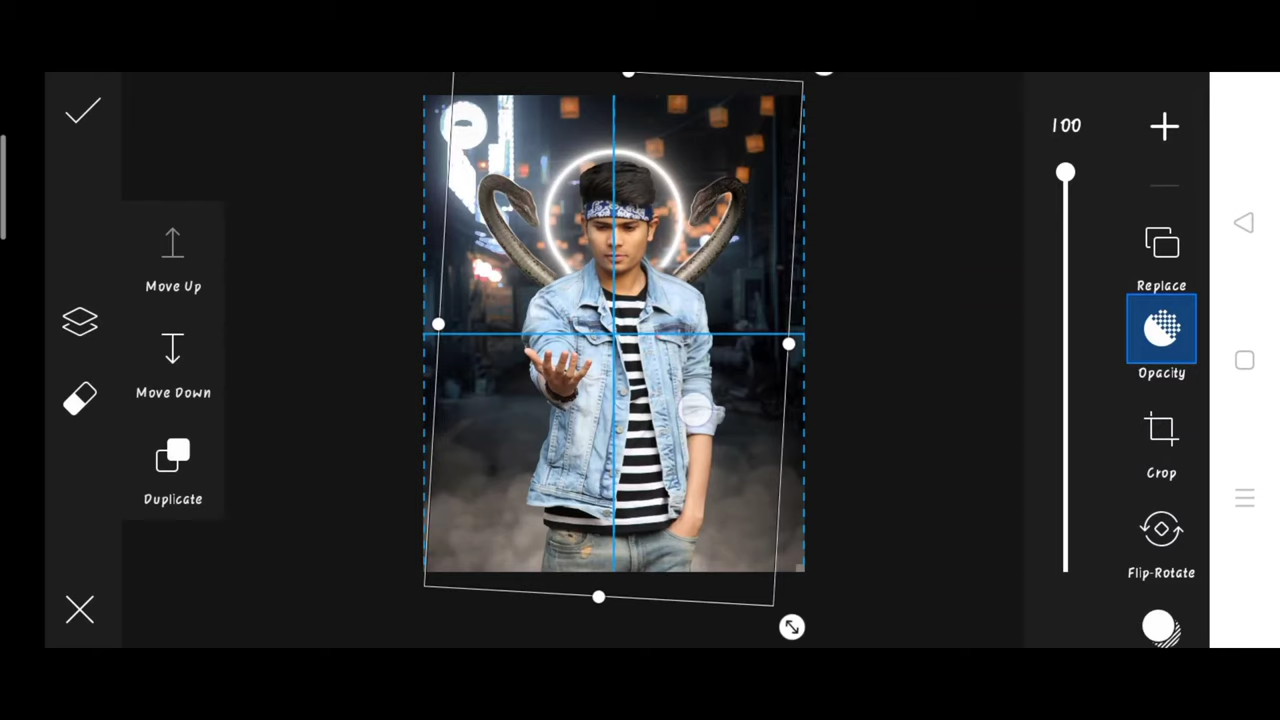 100
Move Up
Replace
Opacity
Move Down
Crop
Duplicate
Flip-Rotate